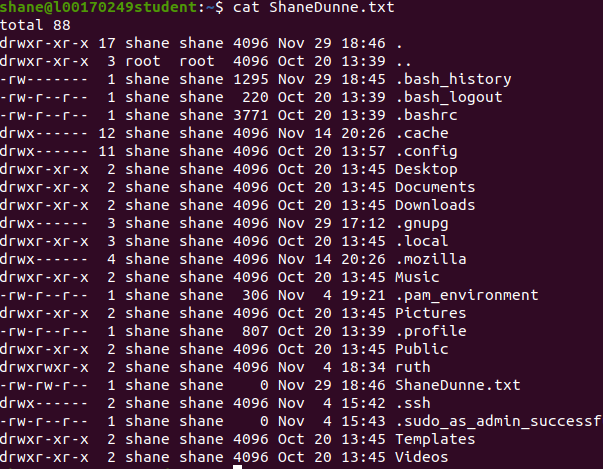 shane@l00170249student:~$ cat ShaneDunne.txt
total 88
drwxr-xr-x 17 shane shane 4096 Nov 29 18:46 .
drwxr-xr-x  3 root  root  4096 Oct 20 13:39 ..
-rw-------  1 shane shane 1295 Nov 29 18:45 .bash_history
-rw-r--r--  1 shane shane  220 Oct 20 13:39 .bash_logout
-rw-r--r--  1 shane shane 3771 Oct 20 13:39 .bashrc
drwx------ 12 shane shane 4096 Nov 14 20:26 .cache
drwx------ 11 shane shane 4096 Oct 20 13:57 .config
drwxr-xr-x  2 shane shane 4096 Oct 20 13:45 Desktop
drwxr-xr-x  2 shane shane 4096 Oct 20 13:45 Documents
drwxr-xr-x  2 shane shane 4096 Oct 20 13:45 Downloads
drwx------  3 shane shane 4096 Nov 29 17:12 .gnupg
drwxr-xr-x  3 shane shane 4096 Oct 20 13:45 .local
drwx------  4 shane shane 4096 Nov 14 20:26 .mozilla
drwxr-xr-x  2 shane shane 4096 Oct 20 13:45 Music
-rw-r--r--  1 shane shane  306 Nov  4 19:21 .pam_environment
drwxr-xr-x  2 shane shane 4096 Oct 20 13:45 Pictures
-rw-r--r--  1 shane shane  807 Oct 20 13:39 .profile
drwxr-xr-x  2 shane shane 4096 Oct 20 13:45 Public
drwxrwxr-x  2 shane shane 4096 Nov  4 18:34 ruth
-rw-rw-r--  1 shane shane    0 Nov 29 18:46 ShaneDunne.txt
drwx------  2 shane shane 4096 Nov  4 15:42 .ssh
-rw-r--r--  1 shane shane    0 Nov  4 15:43 .sudo_as_admin_successf
drwxr-xr-x  2 shane shane 4096 Oct 20 13:45 Templates
drwxr-xr-x  2 shane shane 4096 Oct 20 13:45 Videos